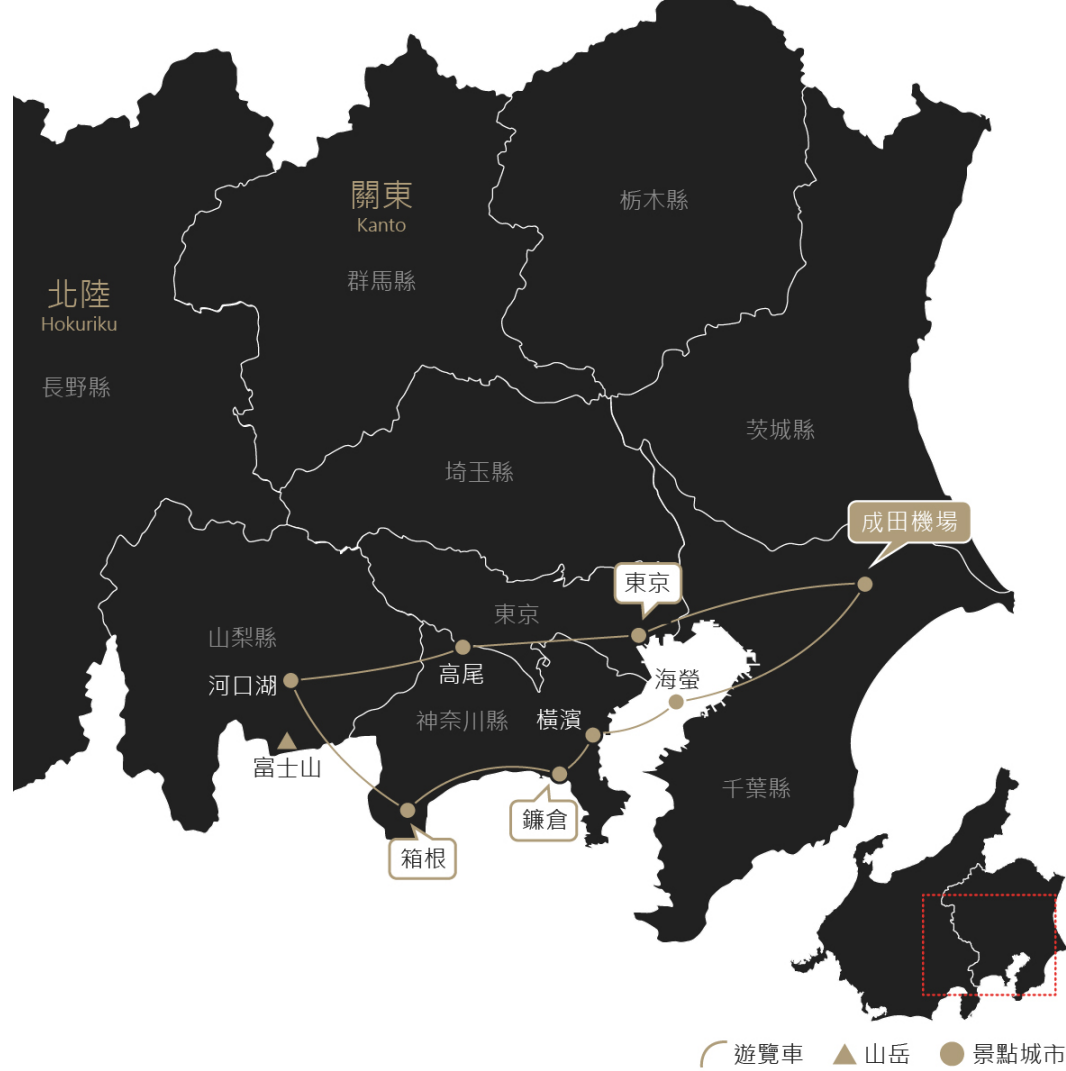 關東
Kanto
栃木縣
群馬縣
北陸
Hokuriku
長野縣
茨城縣
埼玉縣
成田機場
東京
東京
山梨縣
高尾
河口湖
海螢
神奈川縣
橫濱
富士山
千葉縣
鐮倉
箱根
遊覽車
山岳
景點城市